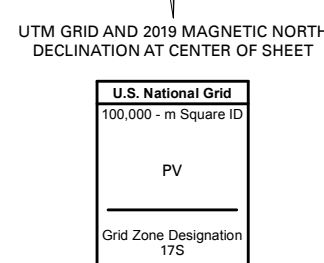 UTM GRID AND 2019 MAGNETIC NORTH
DECLINATION AT CENTER OF SHEET
U.S. National Grid
100,000 - m Square ID
PV
Grid Zone Designation
17S